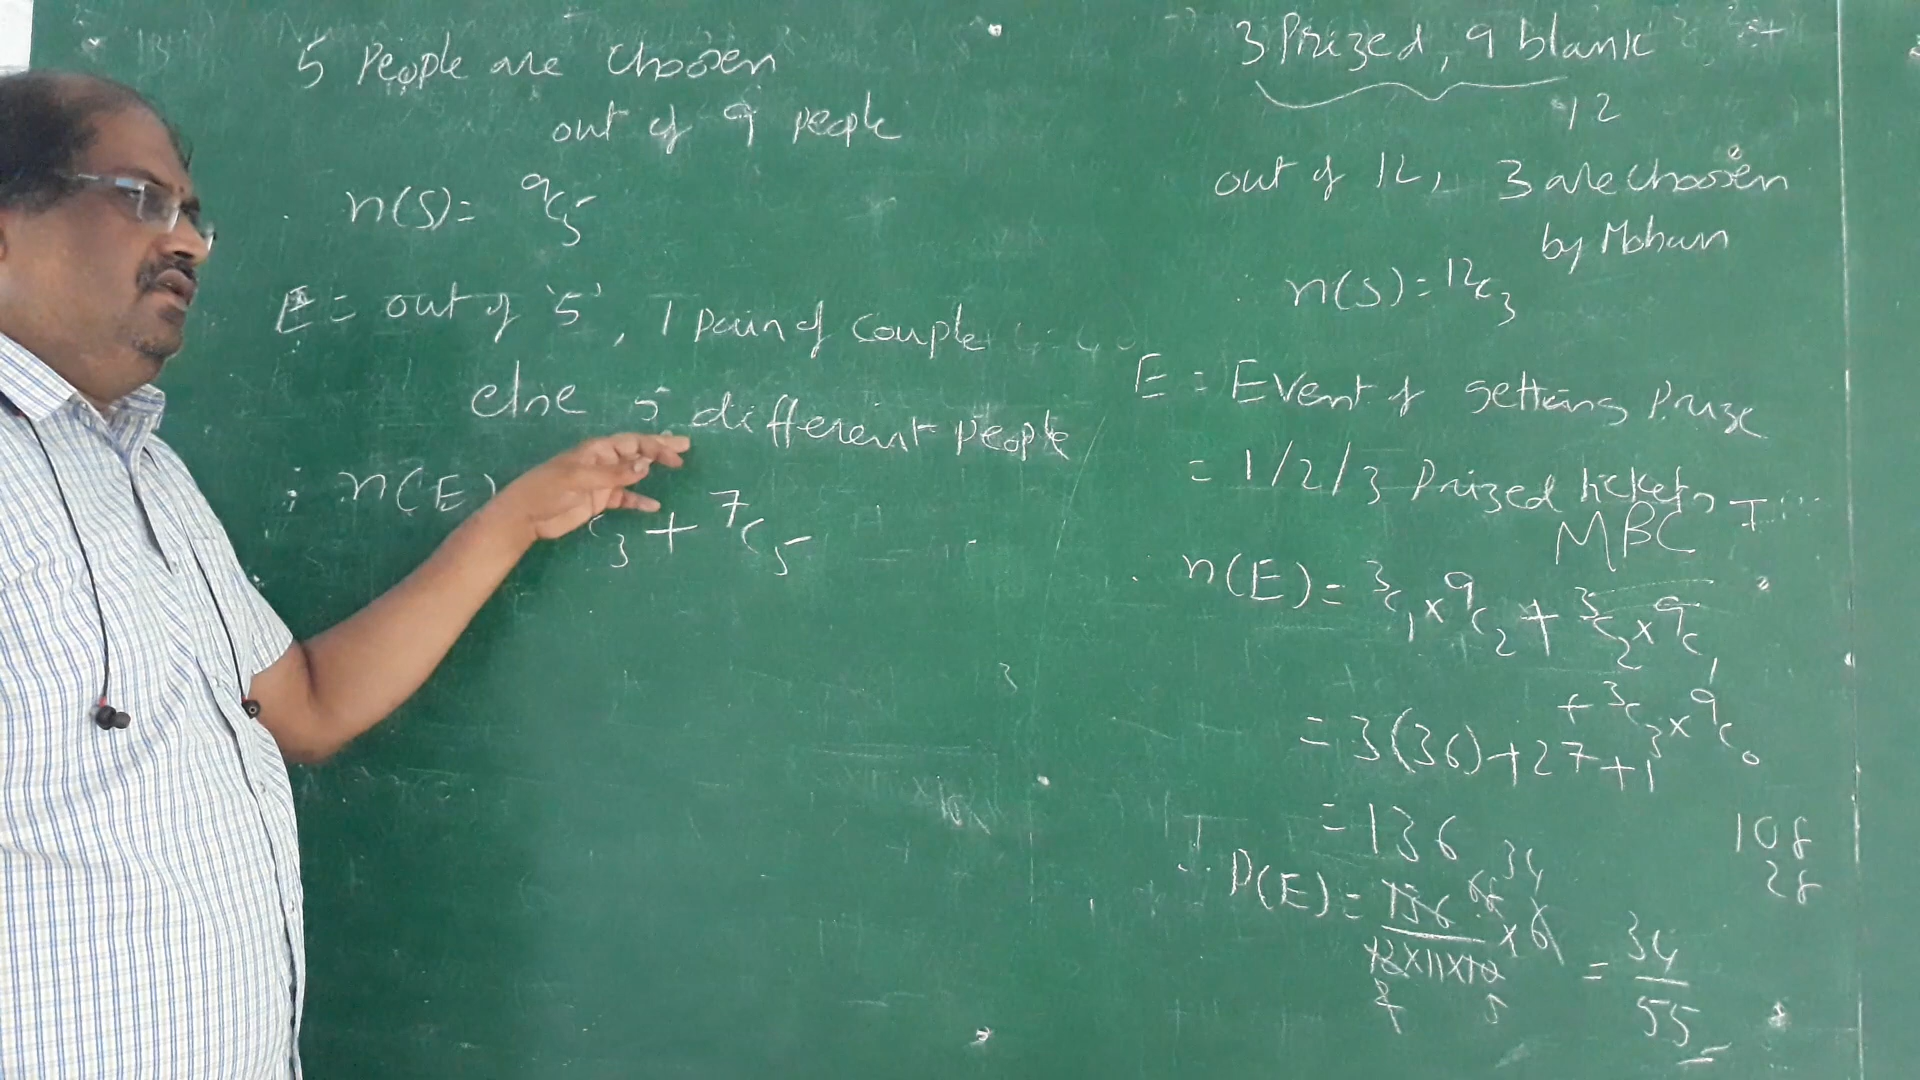 5 People are choosen
out of 9 people
n(S) = ⁹C₅
E = out of '5', 1 pair of couple
else 5 different people
∴ n(E)
C₃ + ⁷C₅
3 Prized, 9 blank
12
out of 12, 3 are choosen
by Mohan
n(S) = ¹²C₃
E = Event of getting Prize
= 1/2/3 Prized tickets
MBC
n(E) = ³C₁ x ⁹C₂ + ³C₂ x ⁹C₁
+ ³C₃ x ⁹C₀
= 3(36) + 27 + 1
= 136
108
28
∴ P(E) = 136 68 34 x 6 / 12x11x10 = 34/55